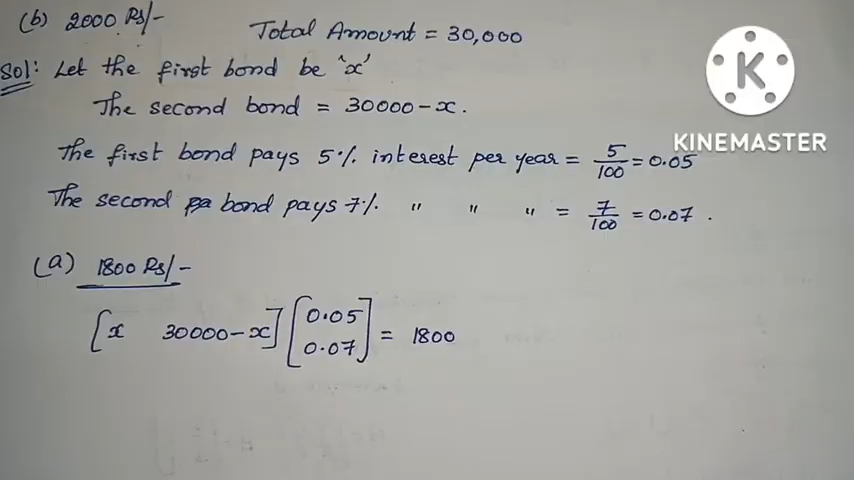 (b) 2000 Rs/-
Total Amount = 30,000
Sol: Let the first bond be 'x'
The second bond = 30000-x.
The first bond pays 5% interest per year = 5/100 = 0.05
The second pa bond pays 7% " " " = 7/100 = 0.07.
(a) 1800 Rs/-
[x 30000-x] [0.05 0.07] = 1800
K
KINEMASTER